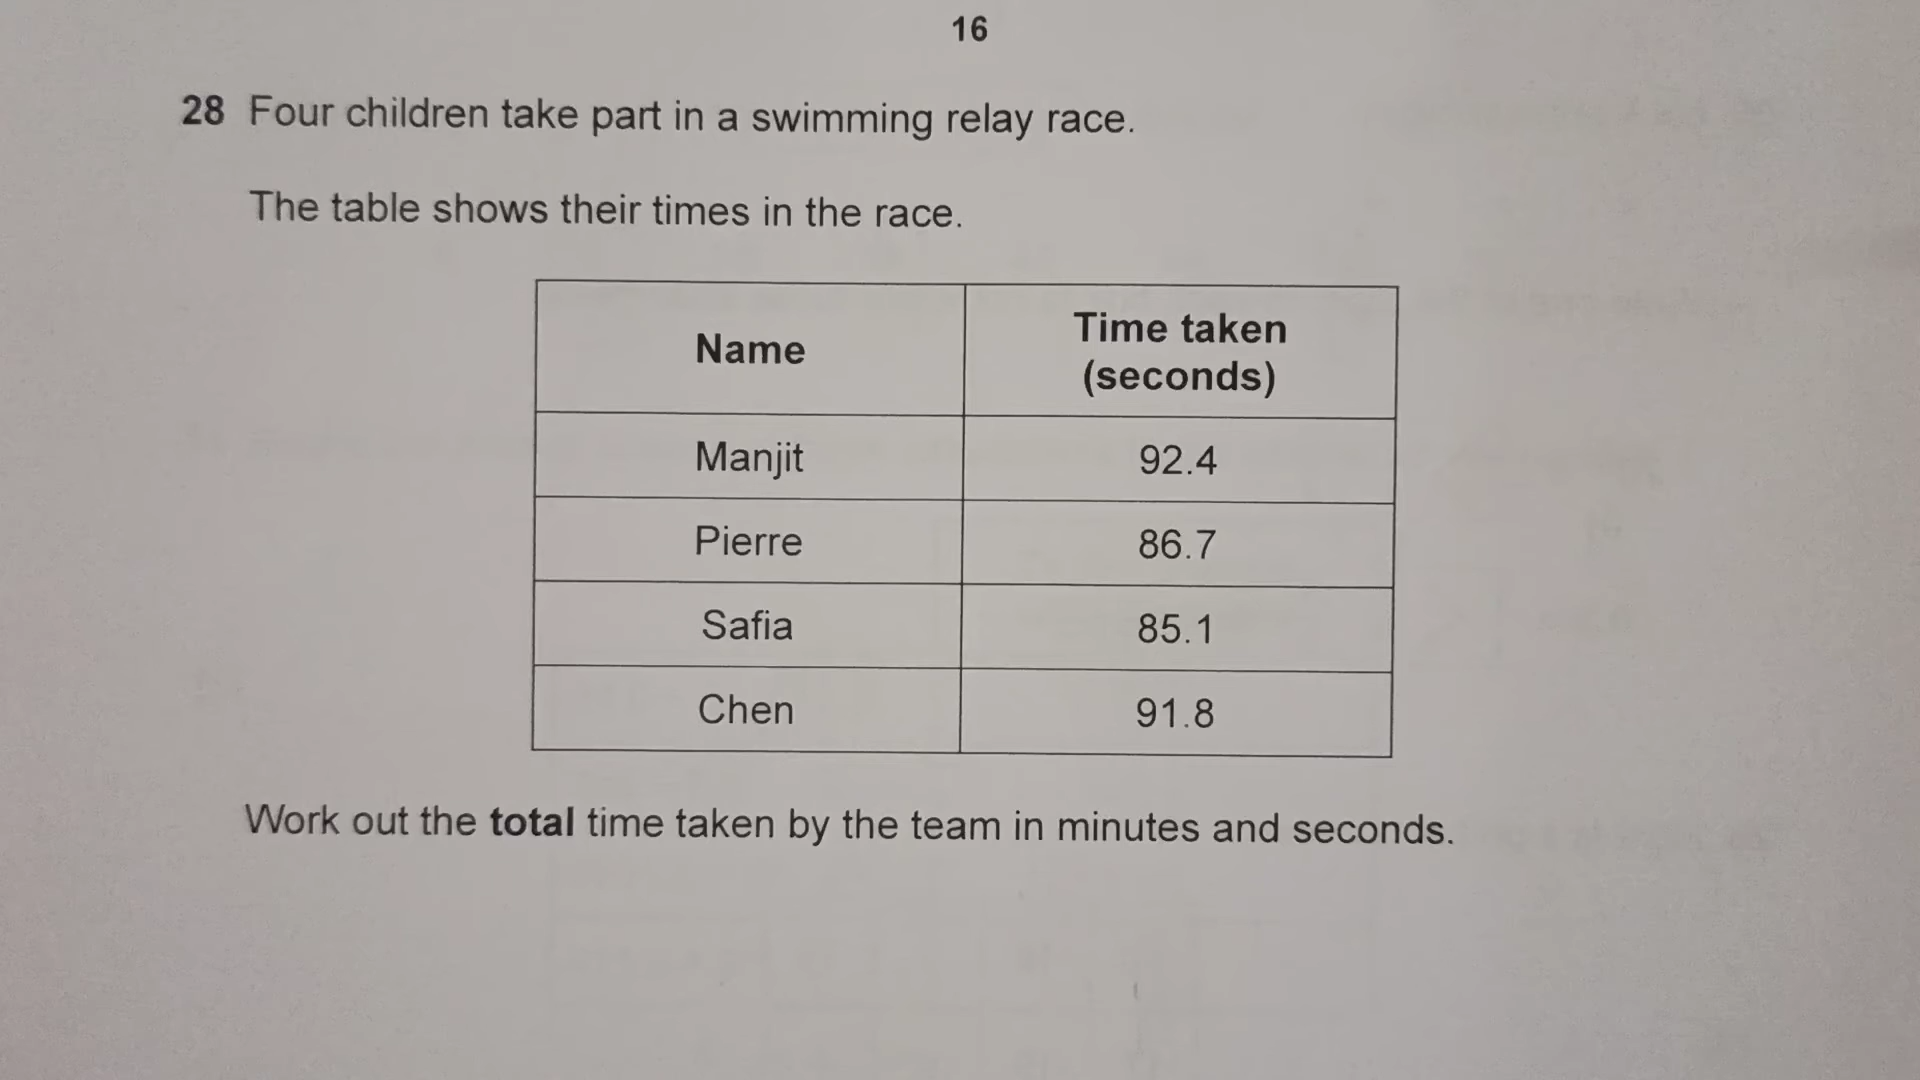 16
28 Four children take part in a swimming relay race.
The table shows their times in the race.
Name
Time taken
(seconds)
Manjit 92.4
Pierre 86.7
Safia 85.1
Chen 91.8
Work out the total time taken by the team in minutes and seconds.